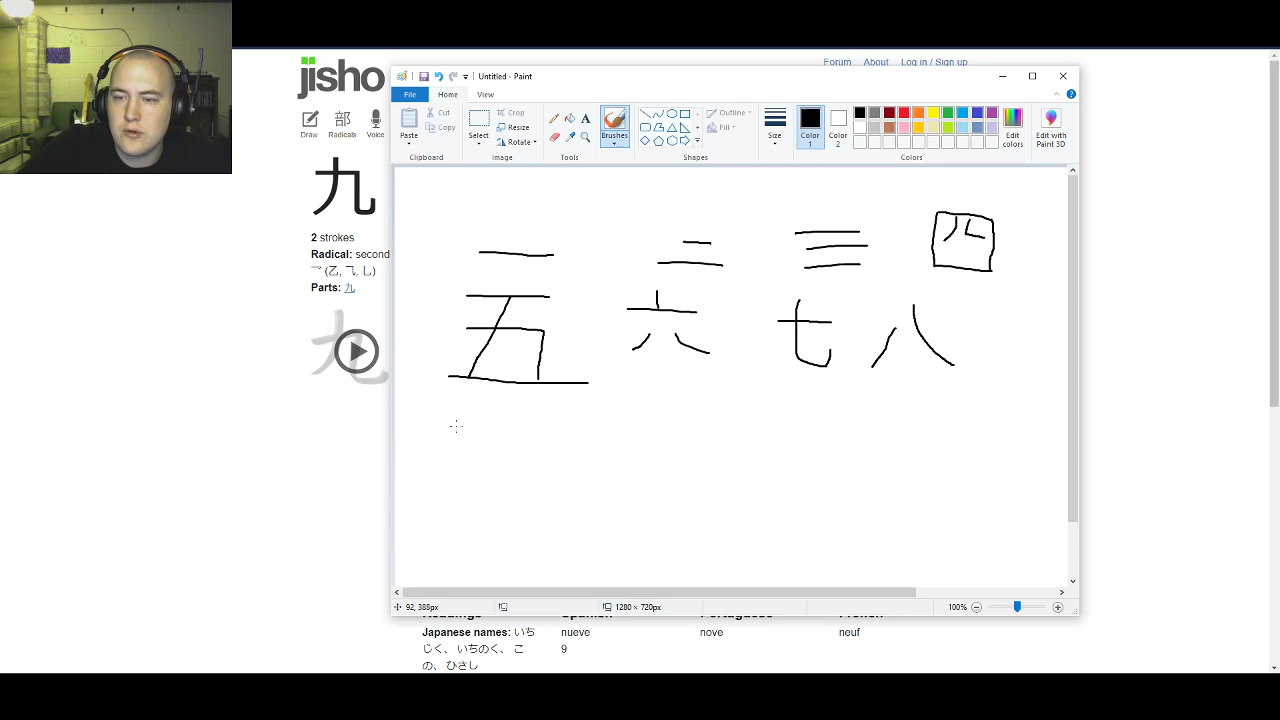 jisho
Forum About Log in / Sign up
Draw 部 Radicals Voice
九
2 strokes
Radical: second
乛 (乙, ⺄, 乚)
Parts: 九
九
Untitled - Paint
File Home View
Paste Cut Copy
Clipboard
Select Crop Resize Rotate
Image
A
Tools
Brushes
Outline Fill
Shapes
Size
Color 1 Color 2
Edit colors
Colors
Edit with Paint 3D
一 二 三 四
五 六 七 八
92, 388px 1280 × 720px 100%
Japanese names: いち
じく、 いちのく、 こ
の、 ひさし
nueve nove neuf
9